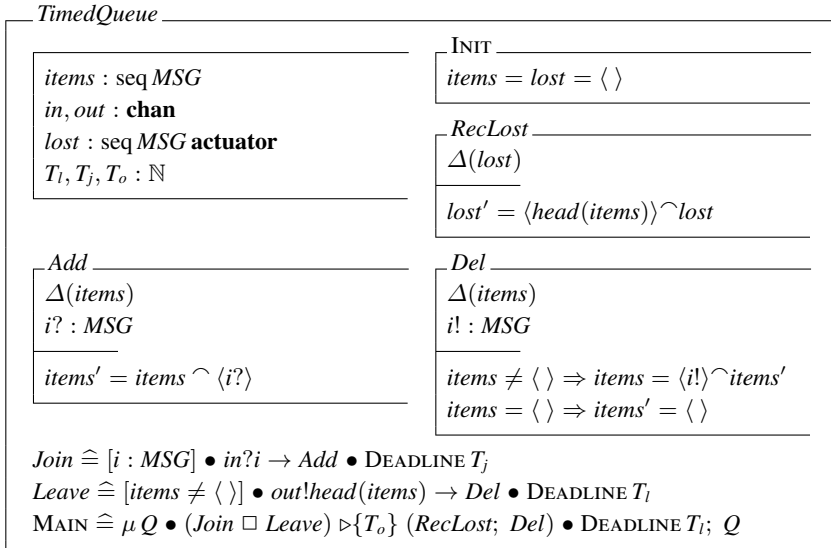 TimedQueue
items : seq MSG
in, out : chan
lost : seq MSG actuator
T_l, T_j, T_o : ℕ
INIT
items = lost = ⟨ ⟩
RecLost
Δ(lost)
lost′ = ⟨head(items)⟩⌢lost
Add
Δ(items)
i? : MSG
items′ = items ⌢ ⟨i?⟩
Del
Δ(items)
i! : MSG
items ≠ ⟨ ⟩ ⇒ items = ⟨i!⟩⌢items′
items = ⟨ ⟩ ⇒ items′ = ⟨ ⟩
Join ≙ [i : MSG] • in?i → Add • DEADLINE T_j
Leave ≙ [items ≠ ⟨ ⟩] • out!head(items) → Del • DEADLINE T_l
MAIN ≙ μ Q • (Join □ Leave) ▷{T_o} (RecLost; Del) • DEADLINE T_l; Q